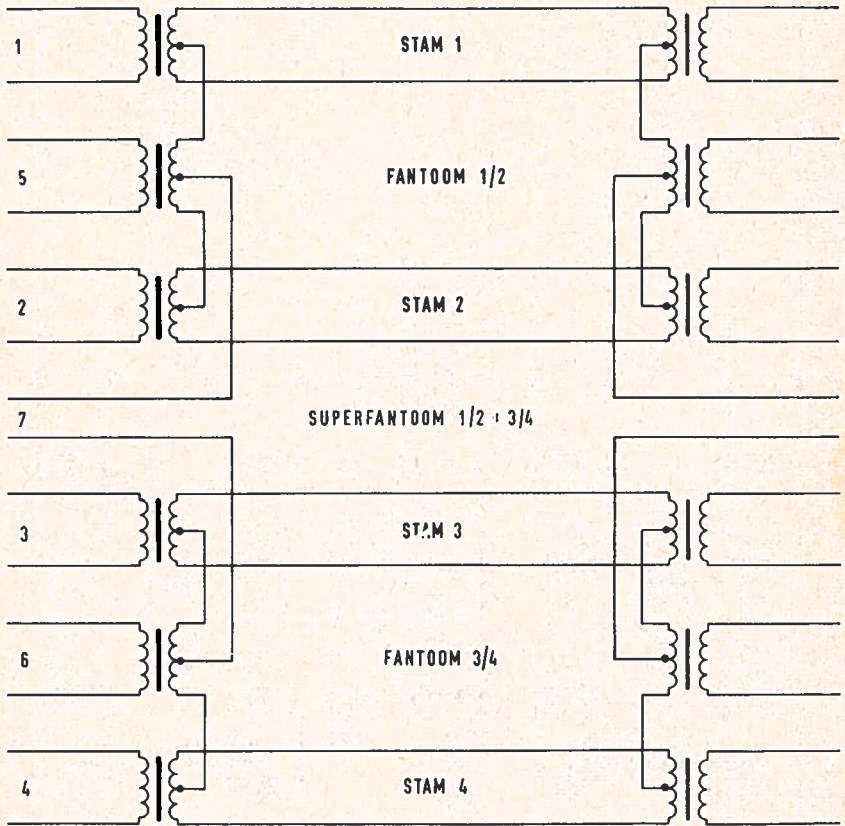 1 STAM 1
5 FANTOOM 1/2
2 STAM 2
7 SUPERFANTOOM 1/2 + 3/4
3 STAM 3
6 FANTOOM 3/4
4 STAM 4